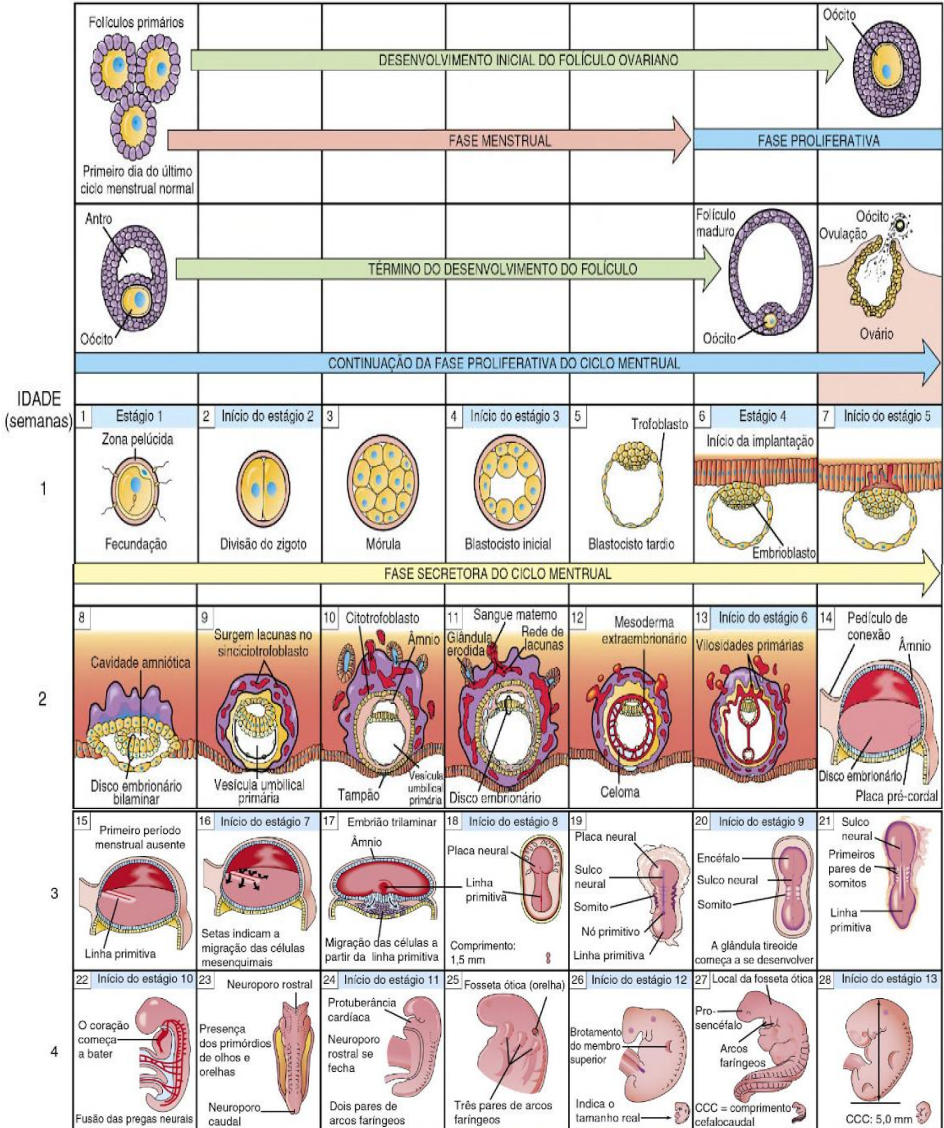 Folículos primários
Oócito
DESENVOLVIMENTO INICIAL DO FOLÍCULO OVARIANO
FASE MENSTRUAL
FASE PROLIFERATIVA
Primeiro dia do último
ciclo menstrual normal
Antro
Folículo
maduro
Oócito
Ovulação
TÉRMINO DO DESENVOLVIMENTO DO FOLÍCULO
Oócito
Oócito
Ovário
CONTINUAÇÃO DA FASE PROLIFERATIVA DO CICLO MENTRUAL
IDADE
(semanas)
1
1 Estágio 1
Zona pelúcida
Fecundação
2 Início do estágio 2
Divisão do zigoto
3
Mórula
4 Início do estágio 3
Blastocisto inicial
5
Trofoblasto
Blastocisto tardio
6 Estágio 4
Início da implantação
Embrioblasto
7 Início do estágio 5
FASE SECRETORA DO CICLO MENTRUAL
2
8
Cavidade amniótica
Disco embrionário
bilaminar
9
Surgem lacunas no
sinciciotrofoblasto
Vesícula umbilical
primária
10 Citotrofoblasto
Âmnio
Vesícula
umbilical
primária
Tampão
11 Sangue materno
Glândula
erodida
Rede de
lacunas
Disco embrionário
12 Mesoderma
extraembrionário
Celoma
13 Início do estágio 6
Vilosidades primárias
14 Pedículo de
conexão
Âmnio
Disco embrionário
Placa pré-cordal
3
15
Primeiro período
menstrual ausente
Linha primitiva
16 Início do estágio 7
Setas indicam a
migração das células
mesenquimais
17 Embrião trilaminar
Âmnio
Migração das células a
partir da linha primitiva
18 Início do estágio 8
Placa neural
Linha
primitiva
Comprimento:
1,5 mm
19
Placa neural
Sulco
neural
Somito
Nó primitivo
Linha primitiva
20 Início do estágio 9
Encéfalo
Sulco neural
Somito
A glândula tireoide
começa a se desenvolver
21
Sulco
neural
Primeiros
pares de
somitos
Linha
primitiva
4
22 Início do estágio 10
O coração
começa
a bater
Fusão das pregas neurais
23 Neuroporo rostral
Presença
dos primórdios
de olhos e
orelhas
Neuroporo
caudal
24 Início do estágio 11
Protuberância
cardíaca
Neuroporo
rostral se
fecha
Dois pares de
arcos faríngeos
25 Fosseta ótica (orelha)
Três pares de arcos
faríngeos
26 Início do estágio 12
Brotamento
do membro
superior
Indica o
tamanho real
27 Local da fosseta ótica
Pro-
sencéfalo
Arcos
faríngeos
CCC = comprimento
cefalocaudal
28 Início do estágio 13
CCC: 5,0 mm